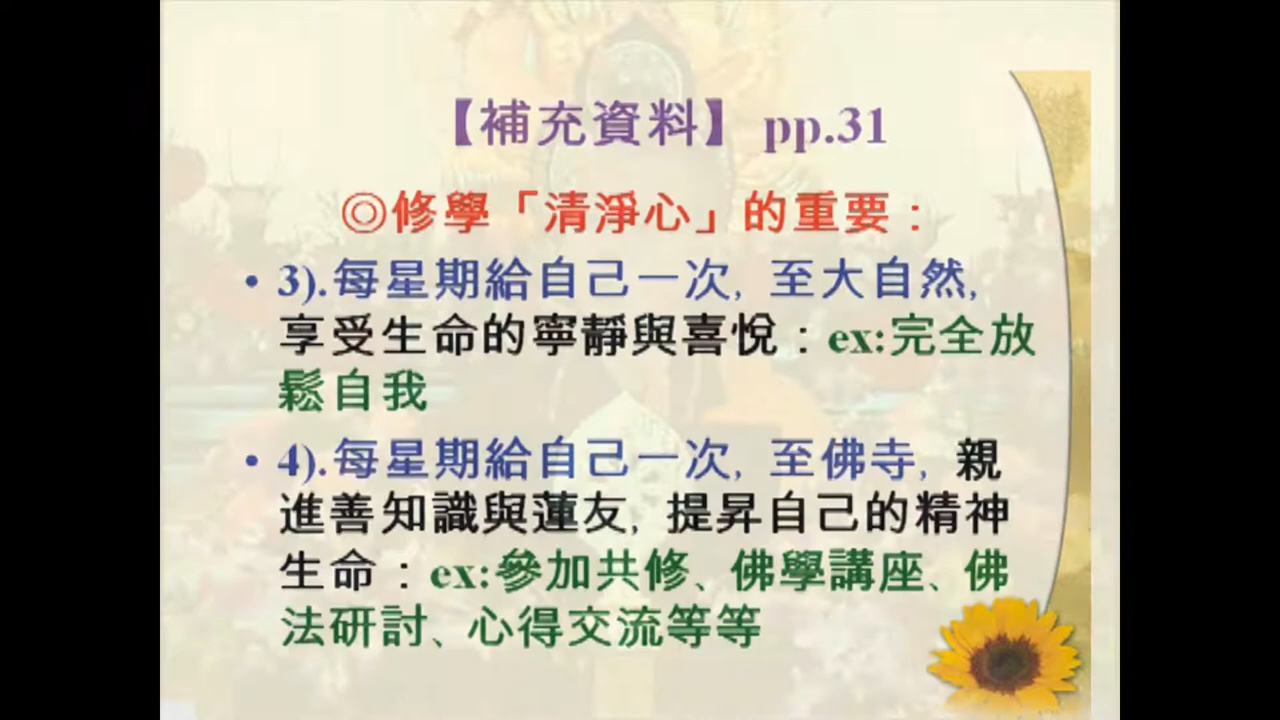 【補充資料】 pp.31
◎修學「清淨心」的重要：
• 3).每星期給自己一次, 至大自然,
享受生命的寧靜與喜悅：ex:完全放
鬆自我
• 4).每星期給自己一次, 至佛寺, 親
進善知識與蓮友, 提昇自己的精神
生命：ex:參加共修、佛學講座、佛
法研討、心得交流等等